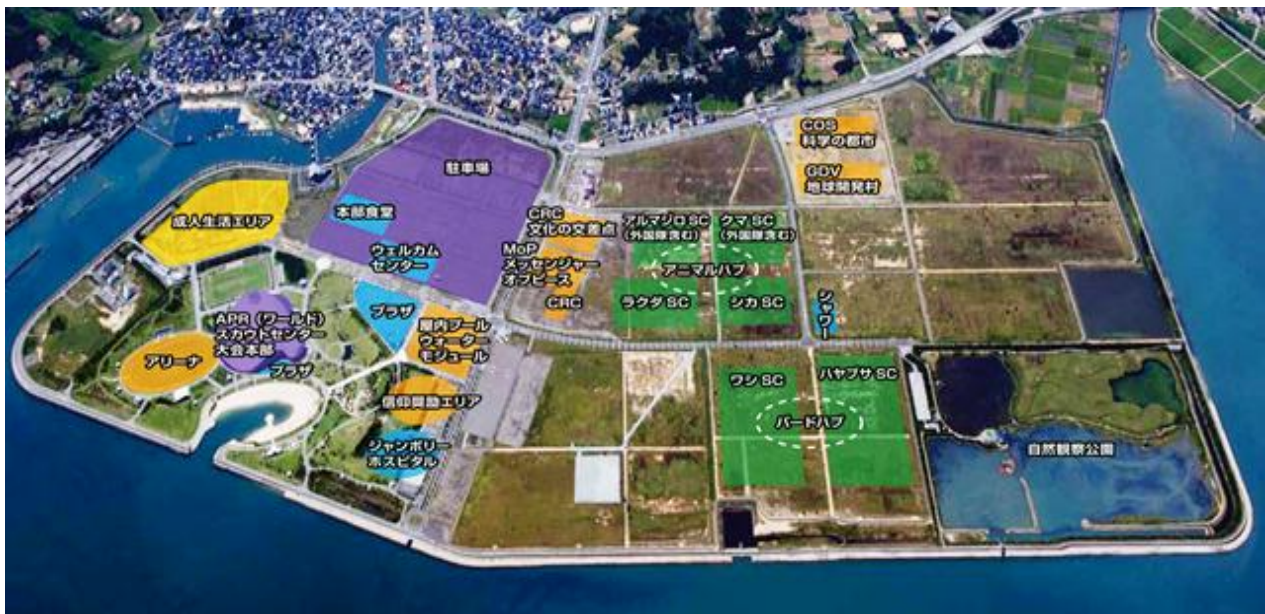 COS
科学の都市
GDV
地球開発村
駐車場
成人生活エリア
本部食堂
CRC
文化の交差点
アルマジロ SC
(外国隊含む)
クマ SC
(外国隊含む)
ウェルカム
センター
MoP
メッセンジャー
オブピース
アニマルハブ
CRC
ラクダ SC
シカ SC
シャワー
プラザ
APR（ワールド）
スカウトセンター
大会本部
屋内プール
ウォーター
モジュール
アリーナ
プラザ
ワシ SC
ハヤブサ SC
信仰奨励エリア
バードハブ
ジャンボリー
ホスピタル
自然観察公園